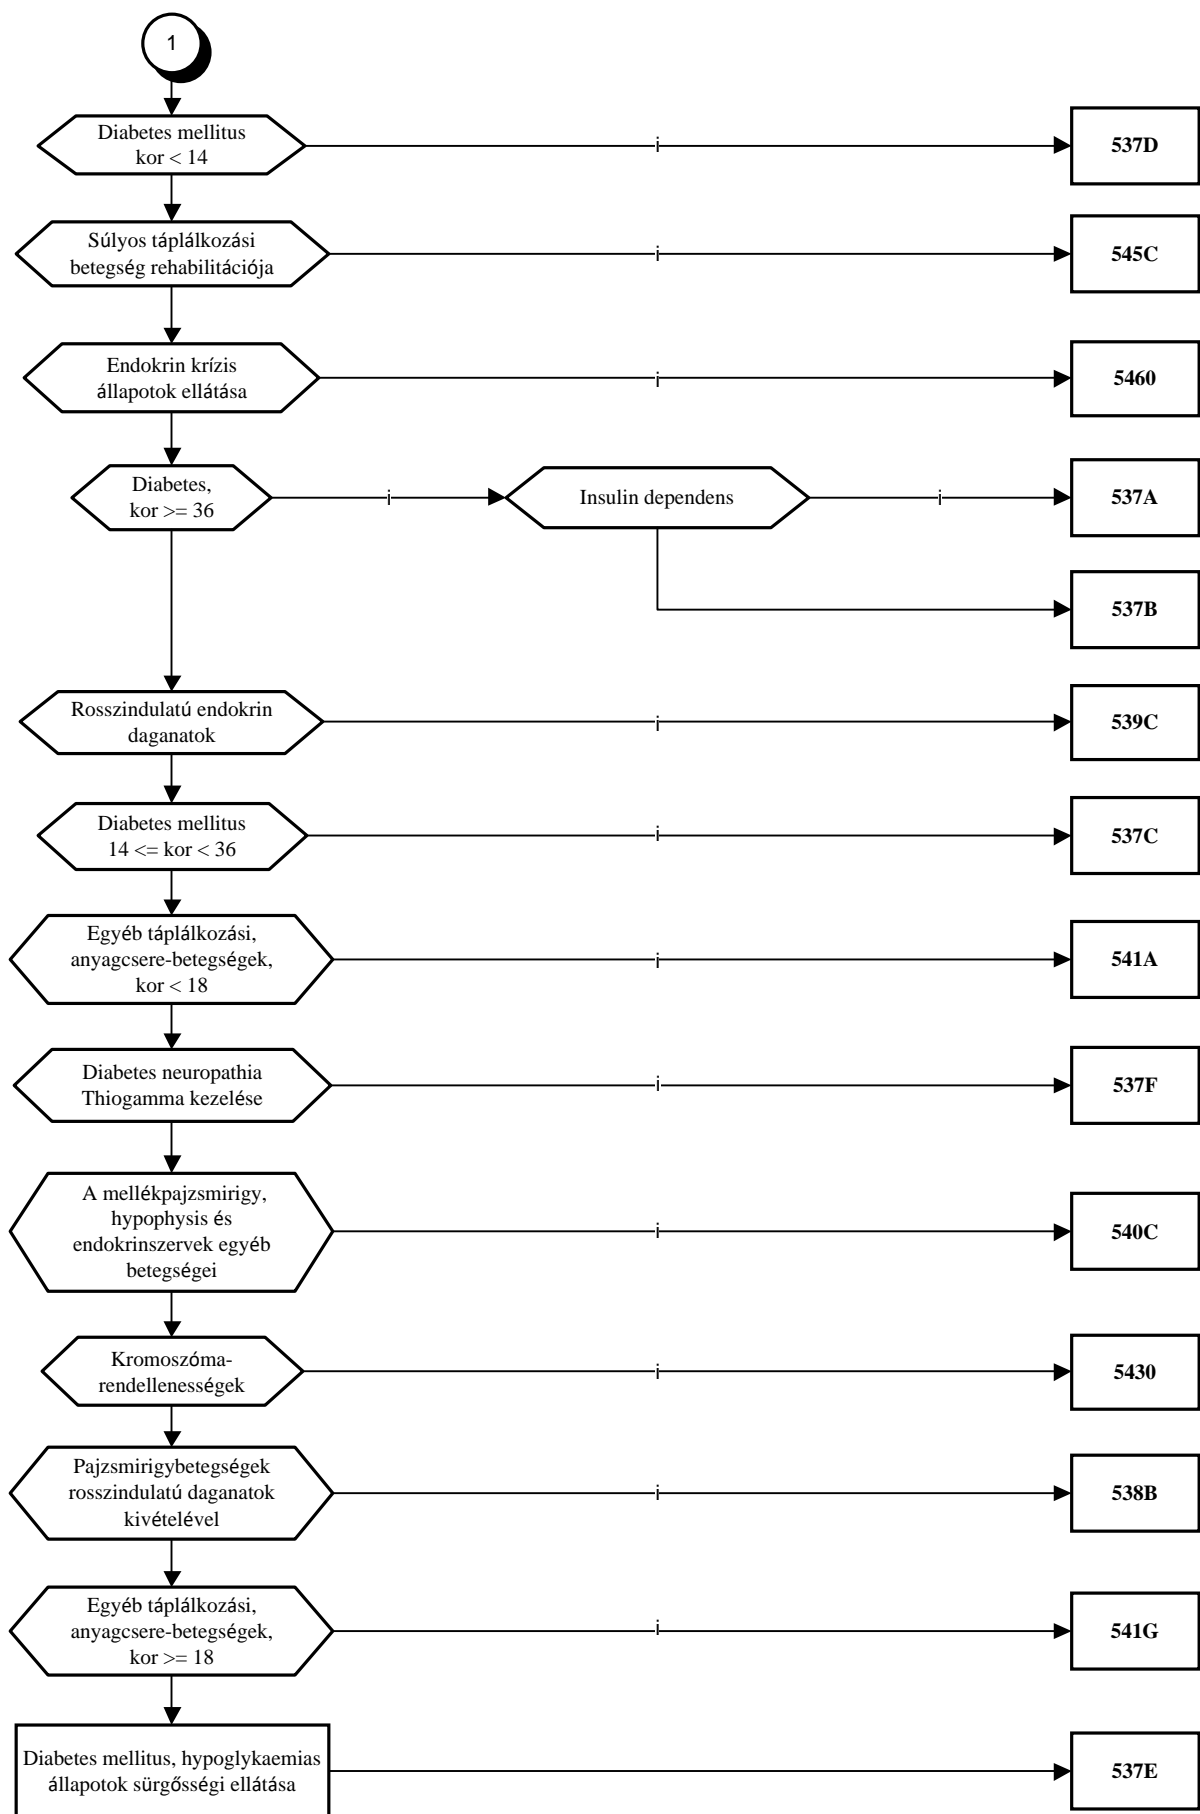 1
Diabetes mellitus
kor < 14
i
537D
Súlyos táplálkozási
betegség rehabilitációja
i
545C
Endokrin krízis
állapotok ellátása
i
5460
Diabetes,
kor >= 36
i
Insulin dependens
i
537A
537B
Rosszindulatú endokrin
daganatok
i
539C
Diabetes mellitus
14 <= kor < 36
i
537C
Egyéb táplálkozási,
anyagcsere-betegségek,
kor < 18
i
541A
Diabetes neuropathia
Thiogamma kezelése
i
537F
A mellékpajzsmirigy,
hypophysis és
endokrinszervek egyéb
betegségei
i
540C
Kromoszóma-
rendellenességek
i
5430
Pajzsmirigybetegségek
rosszindulatú daganatok
kivételével
i
538B
Egyéb táplálkozási,
anyagcsere-betegségek,
kor >= 18
i
541G
Diabetes mellitus, hypoglykaemias
állapotok sürgősségi ellátása
537E